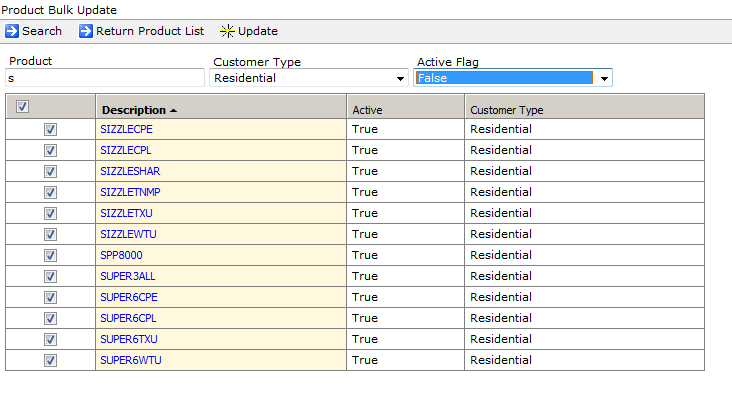 Product Bulk Update
Search Return Product List Update
Product Customer Type Active Flag
s Residential False
Description Active Customer Type
SIZZLECPE True Residential
SIZZLECPL True Residential
SIZZLESHAR True Residential
SIZZLETNMP True Residential
SIZZLETXU True Residential
SIZZLEWTU True Residential
SPP8000 True Residential
SUPER3ALL True Residential
SUPER6CPE True Residential
SUPER6CPL True Residential
SUPER6TXU True Residential
SUPER6WTU True Residential